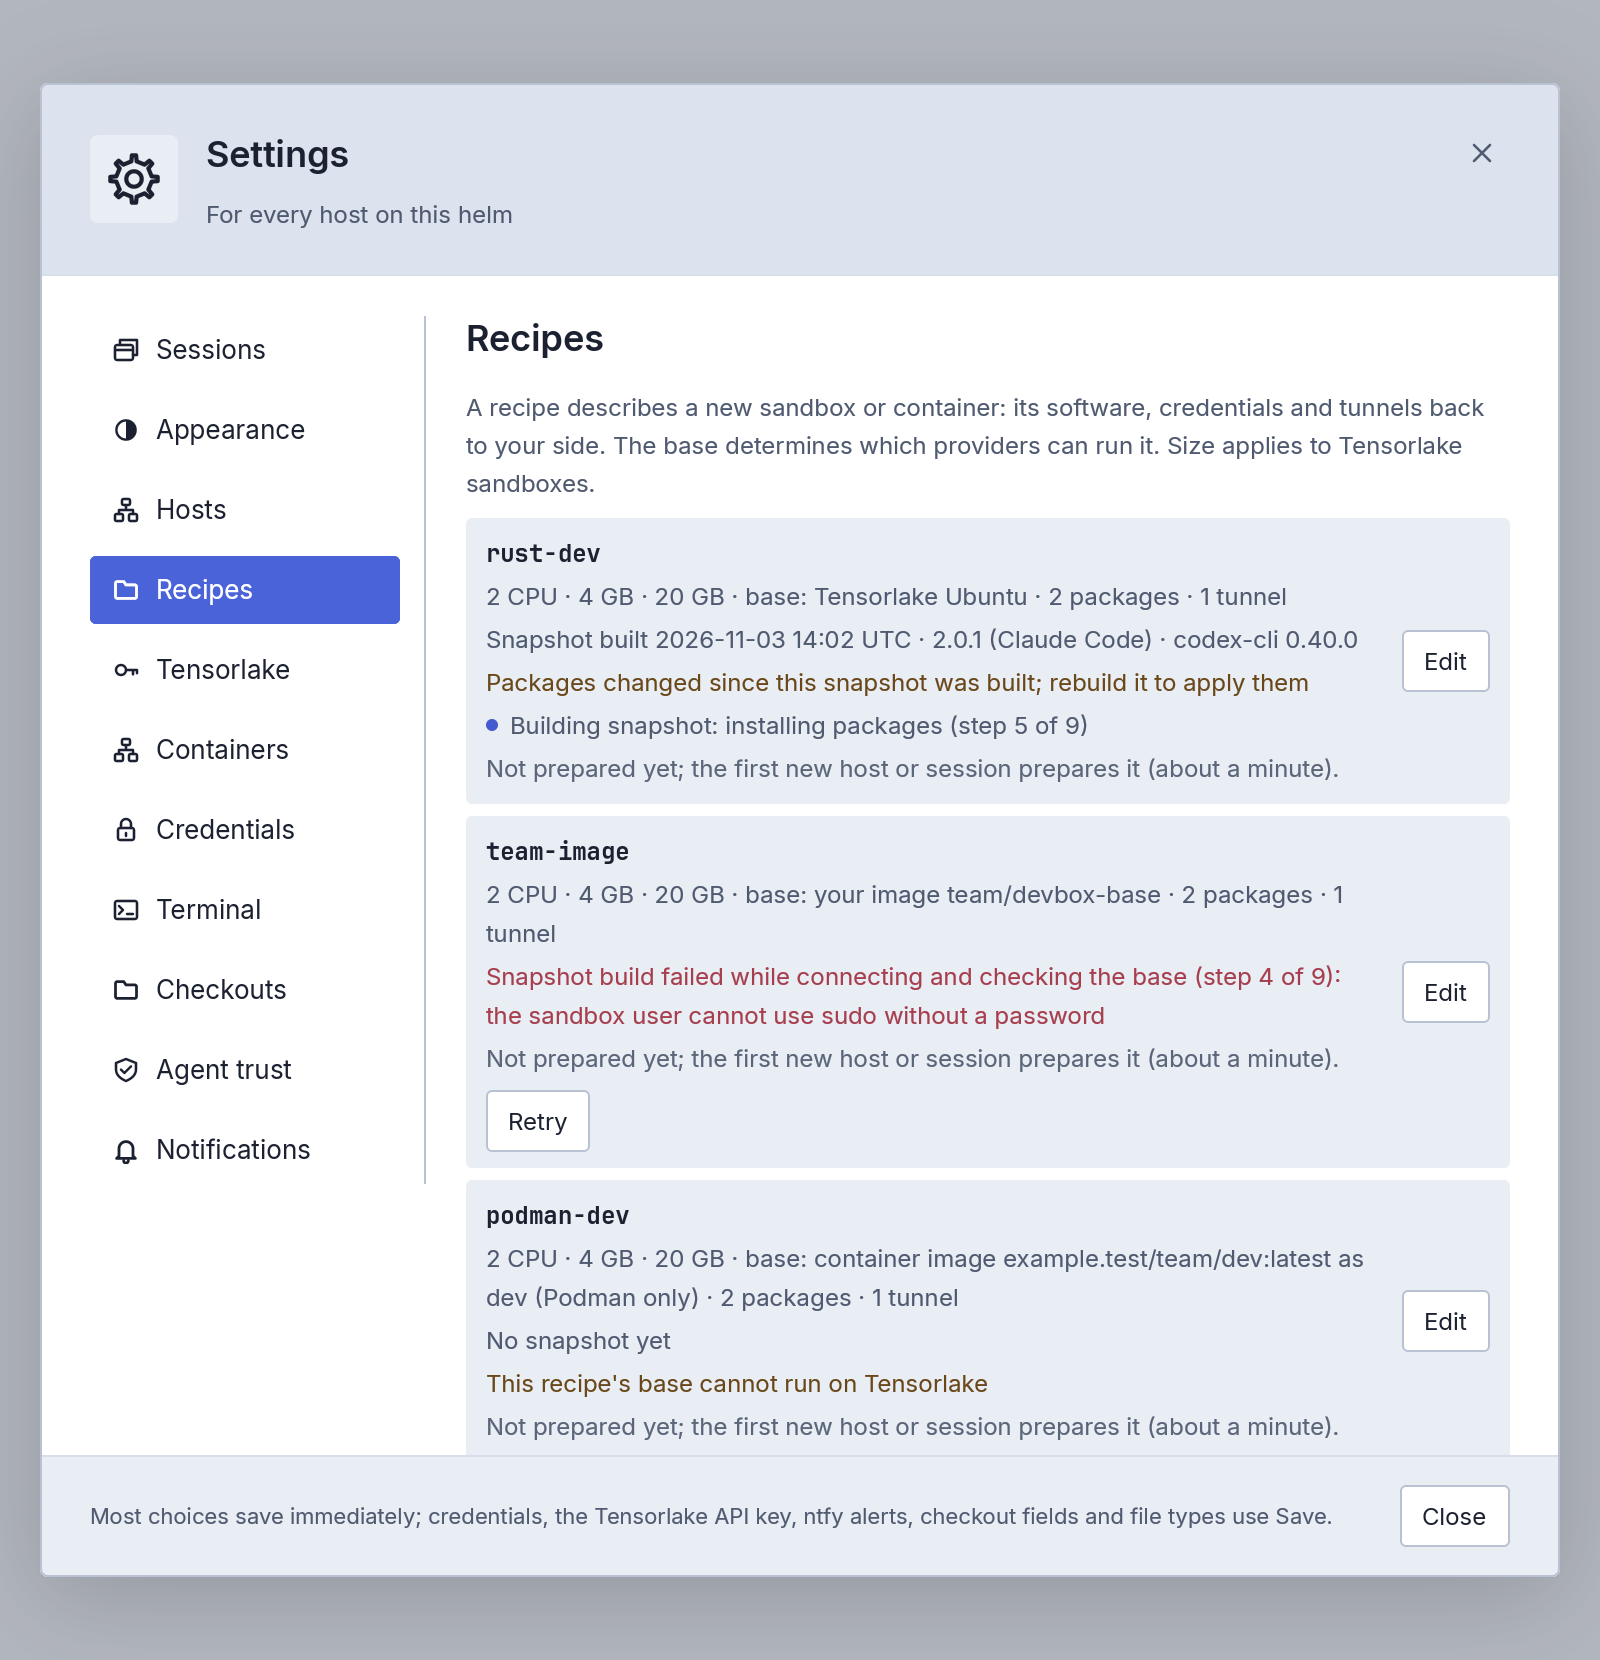 Settings
For every host on this helm
Sessions
Appearance
Hosts
Recipes
Tensorlake
Containers
Credentials
Terminal
Checkouts
Agent trust
Notifications
Recipes
A recipe describes a new sandbox or container: its software, credentials and tunnels back
to your side. The base determines which providers can run it. Size applies to Tensorlake
sandboxes.
rust-dev
2 CPU · 4 GB · 20 GB · base: Tensorlake Ubuntu · 2 packages · 1 tunnel
Snapshot built 2026-11-03 14:02 UTC · 2.0.1 (Claude Code) · codex-cli 0.40.0
Packages changed since this snapshot was built; rebuild it to apply them
Building snapshot: installing packages (step 5 of 9)
Not prepared yet; the first new host or session prepares it (about a minute).
Edit
team-image
2 CPU · 4 GB · 20 GB · base: your image team/devbox-base · 2 packages · 1
tunnel
Snapshot build failed while connecting and checking the base (step 4 of 9):
the sandbox user cannot use sudo without a password
Not prepared yet; the first new host or session prepares it (about a minute).
Retry
Edit
podman-dev
2 CPU · 4 GB · 20 GB · base: container image example.test/team/dev:latest as
dev (Podman only) · 2 packages · 1 tunnel
No snapshot yet
This recipe's base cannot run on Tensorlake
Not prepared yet; the first new host or session prepares it (about a minute).
Edit
Most choices save immediately; credentials, the Tensorlake API key, ntfy alerts, checkout fields and file types use Save.
Close